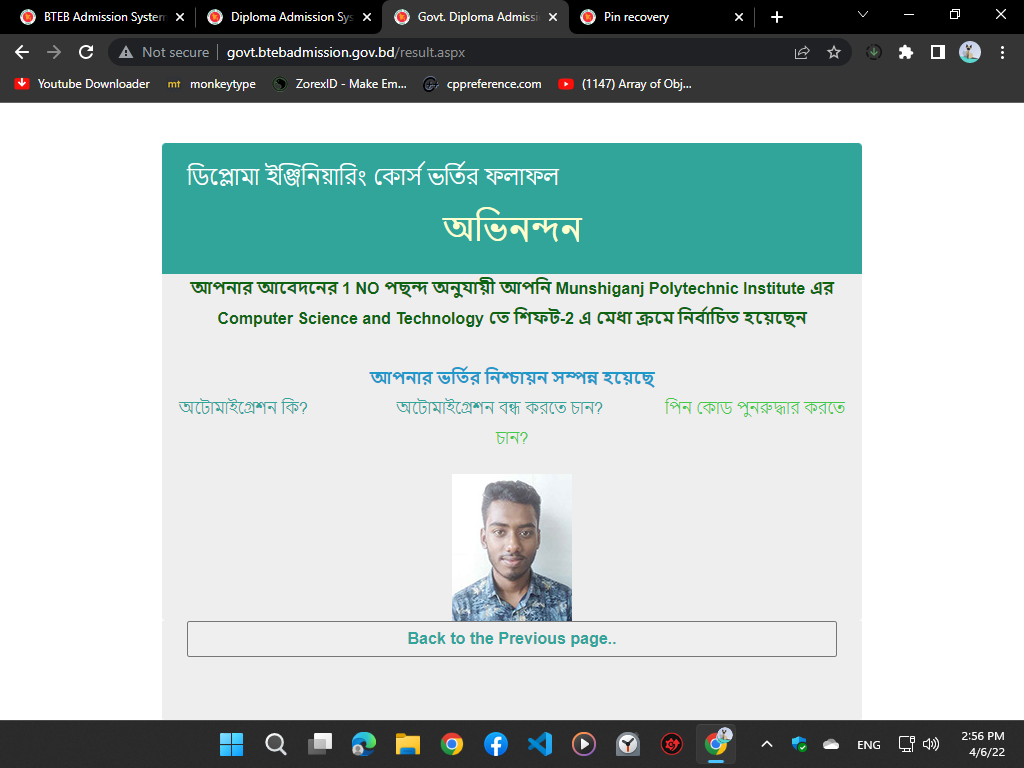 BTEB Admission System
Diploma Admission Sys
Govt. Diploma Admissi
Pin recovery
Not secure
govt.btebadmission.gov.bd/result.aspx
Youtube Downloader
mt monkeytype
ZorexID - Make Em...
cppreference.com
(1147) Array of Obj...
ডিপ্লোমা ইঞ্জিনিয়ারিং কোর্স ভর্তির ফলাফল
অভিনন্দন
আপনার আবেদনের 1 NO পছন্দ অনুযায়ী আপনি Munshiganj Polytechnic Institute এর
Computer Science and Technology তে শিফট-2 এ মেধা ক্রমে নির্বাচিত হয়েছেন
আপনার ভর্তির নিশ্চায়ন সম্পন্ন হয়েছে
অটোমাইগ্রেশন কি? অটোমাইগ্রেশন বন্ধ করতে চান? পিন কোড পুনরুদ্ধার করতে
চান?
Back to the Previous page..
ENG
2:56 PM
4/6/22